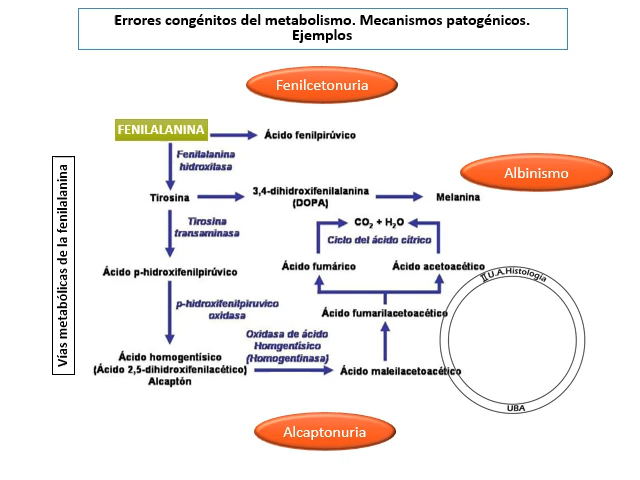 Errores congénitos del metabolismo. Mecanismos patogénicos.
Ejemplos
Fenilcetonuria
FENILALANINA
Ácido fenilpirúvico
Fenilalanina
hidroxilasa
Albinismo
Vías metabólicas de la fenilalanina
Tirosina
3,4-dihidroxifenilalanina
(DOPA)
Melanina
Tirosina
transaminasa
CO2 + H2O
Ciclo del ácido cítrico
Ácido p-hidroxifenilpirúvico
Ácido fumárico
Ácido acetoacético
II U.A.Histología
p-hidroxifenilpiruvico
oxidasa
Ácido fumarilacetoacético
Oxidasa de ácido
Homgentísico
(Homogentinasa)
Ácido homogentísico
(Ácido 2,5-dihidroxifenilacético)
Alcaptón
Ácido maleilacetoacético
UBA
Alcaptonuria